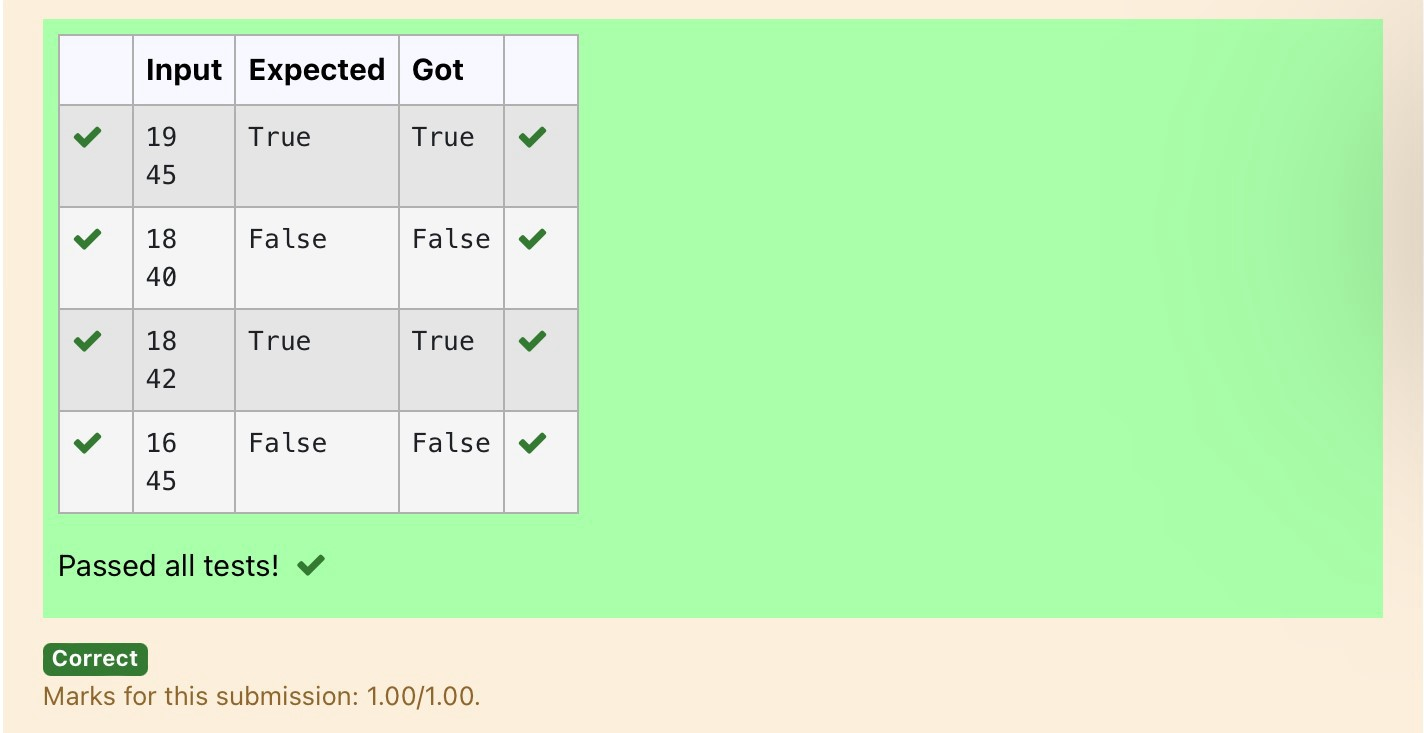 Input Expected Got
19 True True
45
18 False False
40
18 True True
42
16 False False
45
Passed all tests!
Correct
Marks for this submission: 1.00/1.00.